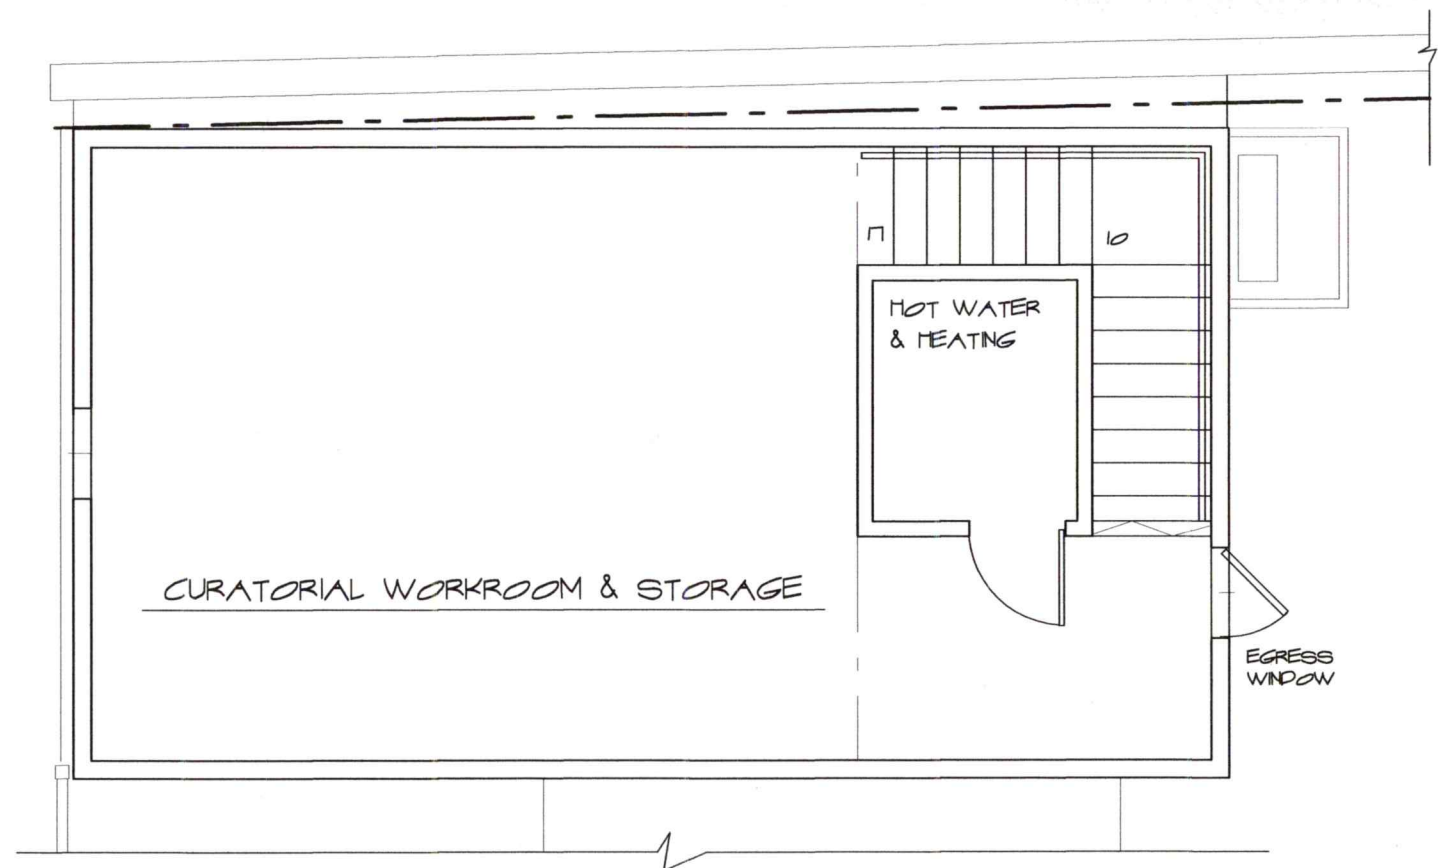 17
10
HOT WATER
& HEATING
CURATORIAL WORKROOM & STORAGE
EGRESS
WINDOW